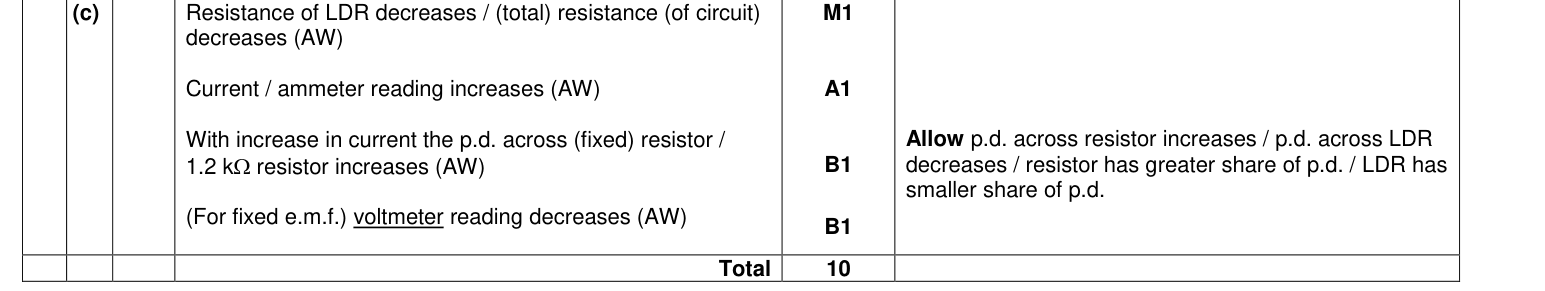 (c)
Resistance of LDR decreases / (total) resistance (of circuit)
decreases (AW)
M1
Current / ammeter reading increases (AW)
A1
With increase in current the p.d. across (fixed) resistor /
1.2 kΩ resistor increases (AW)
B1
Allow p.d. across resistor increases / p.d. across LDR
decreases / resistor has greater share of p.d. / LDR has
smaller share of p.d.
(For fixed e.m.f.) voltmeter reading decreases (AW)
B1
Total
10